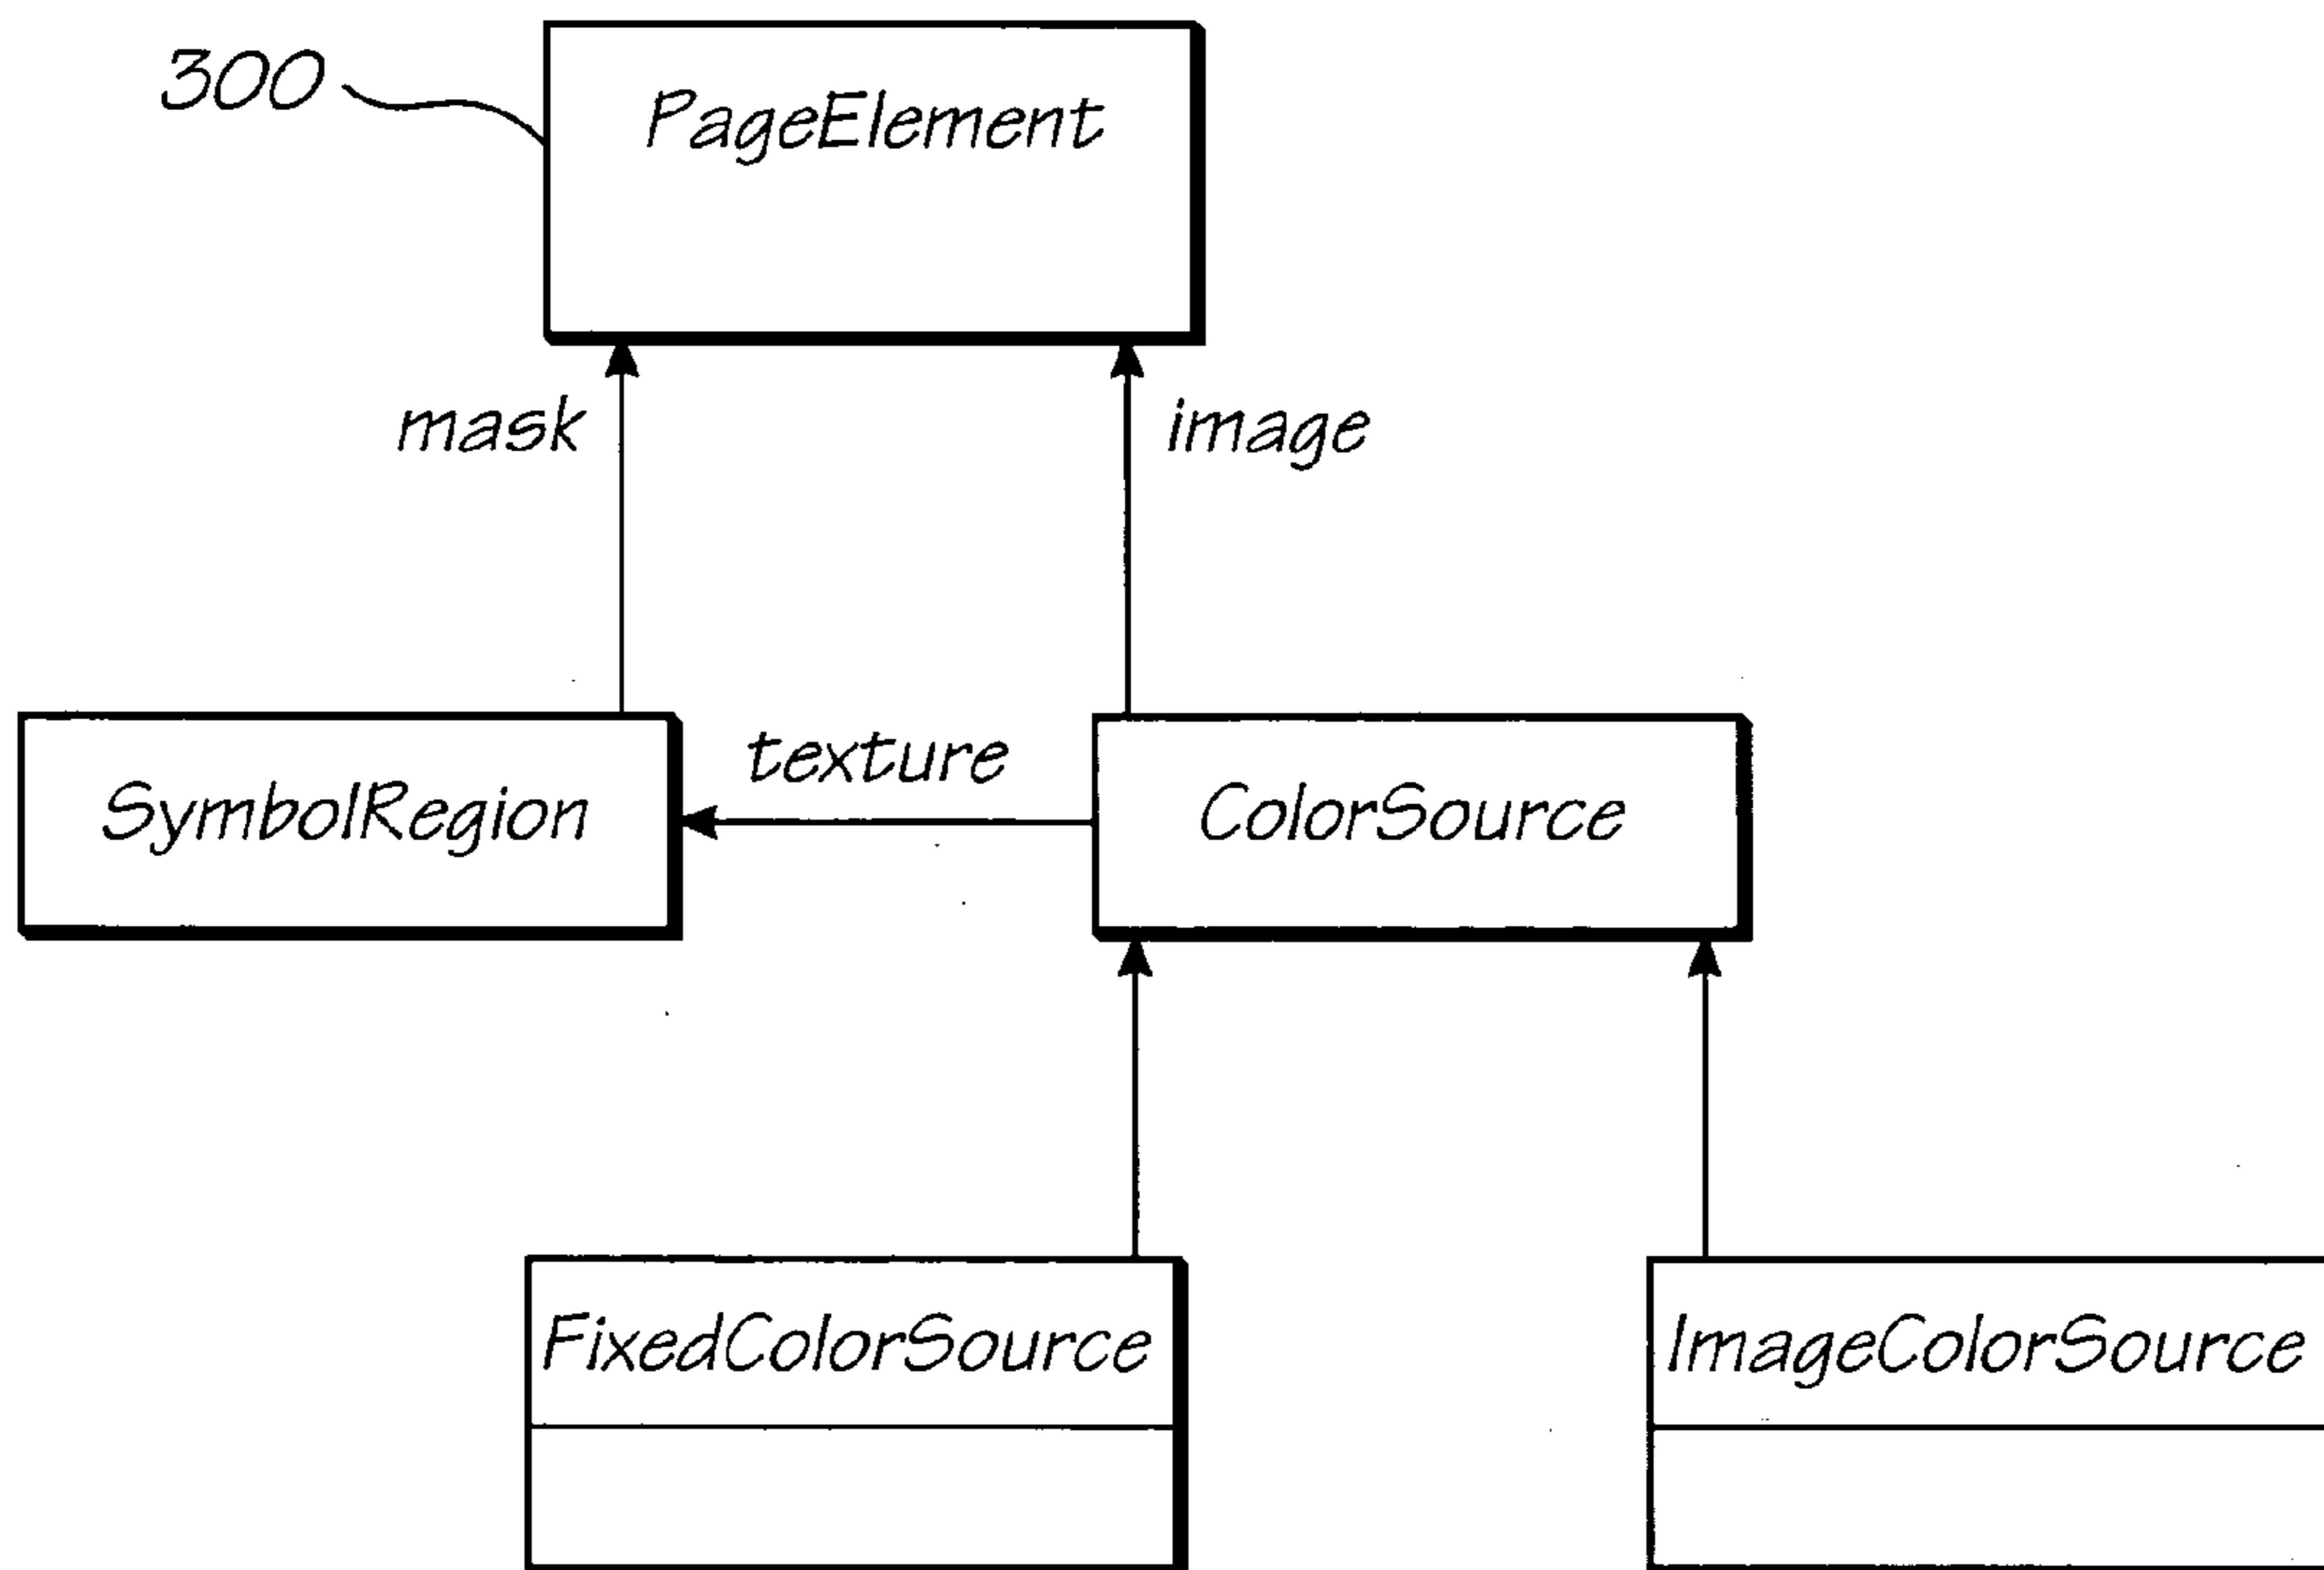 300
PageElement
mask
image
texture
SymbolRegion
ColorSource
FixedColorSource
ImageColorSource